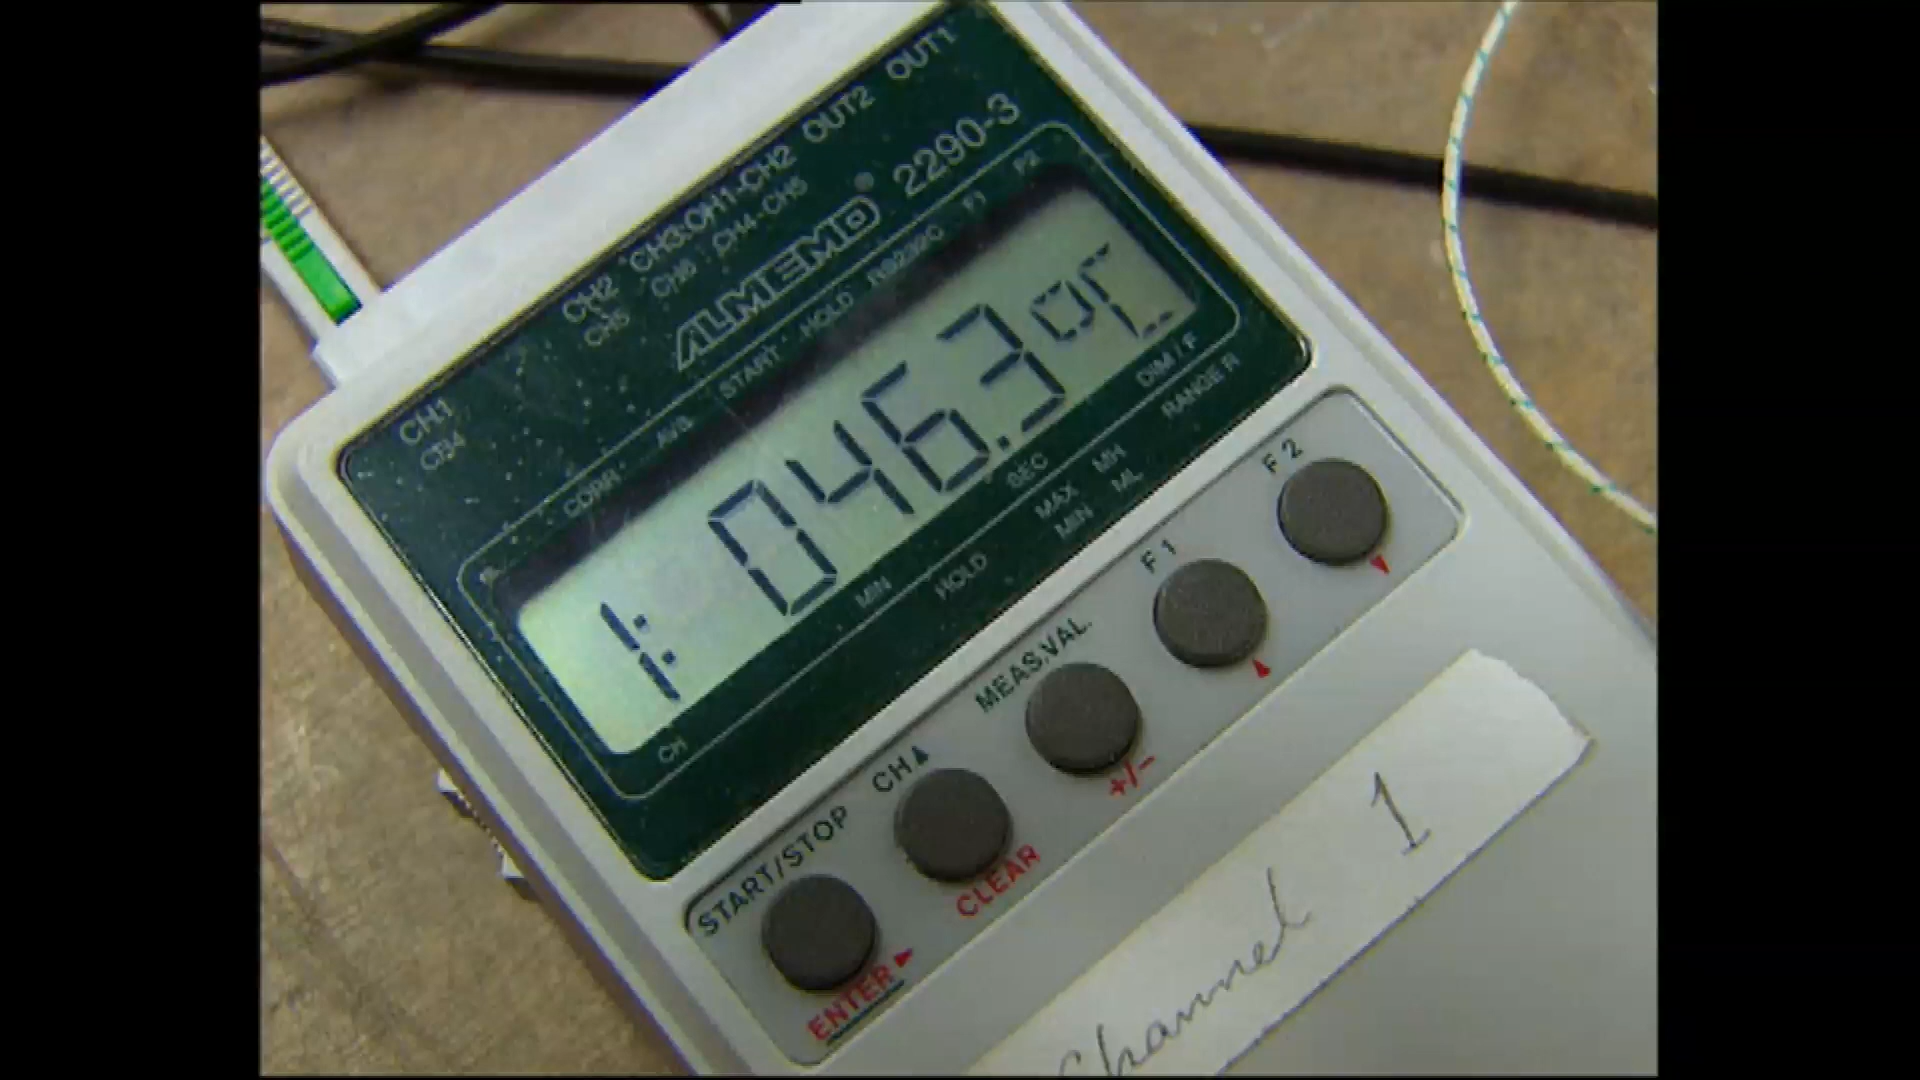 OUT1
OUT2
CH3:CH1-CH2
CH6 CH4-CH5
CH2
CH5
CH1
ALMEMO® 2290-3
CORR AVG START HOLD RS232C F1 F2
1: 046.3 °C
CH MIN HOLD SEC MAX MIN MH ML DIM/F RANGE R
START/STOP CH▲ MEAS.VAL. F1 F2
ENTER► CLEAR +/- ▲ ▼
Channel 1